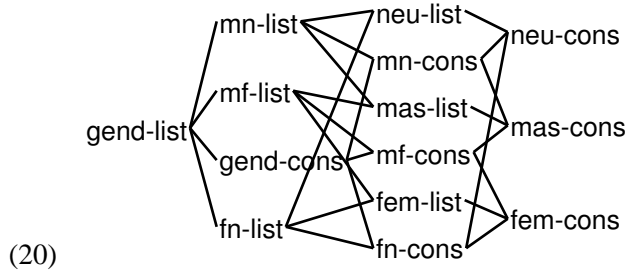 neu-list
mn-list
neu-cons
mn-cons
mf-list
mas-list
gend-list
mas-cons
gend-cons
mf-cons
fem-list
fn-list
fem-cons
fn-cons
(20)